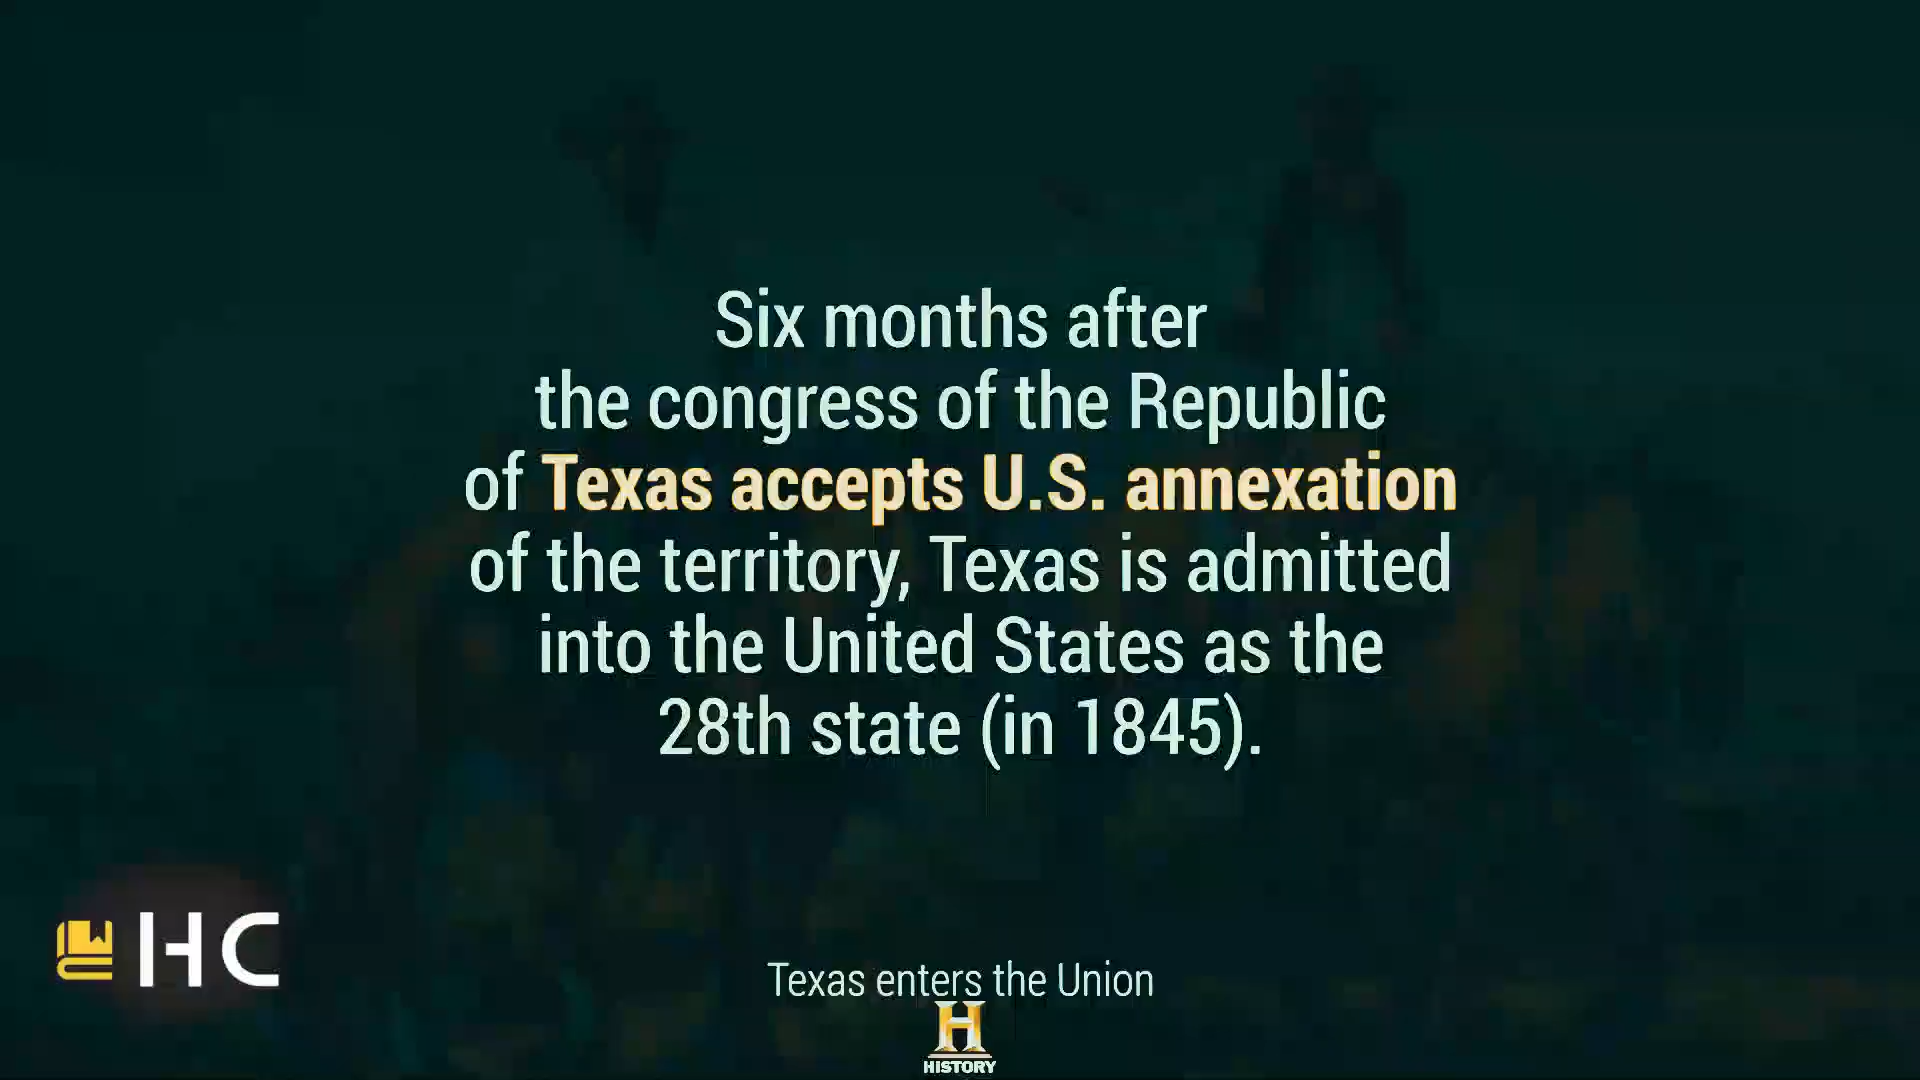 Six months after
the congress of the Republic
of Texas accepts U.S. annexation
of the territory, Texas is admitted
into the United States as the
28th state (in 1845).
HC
Texas enters the Union
H
HISTORY